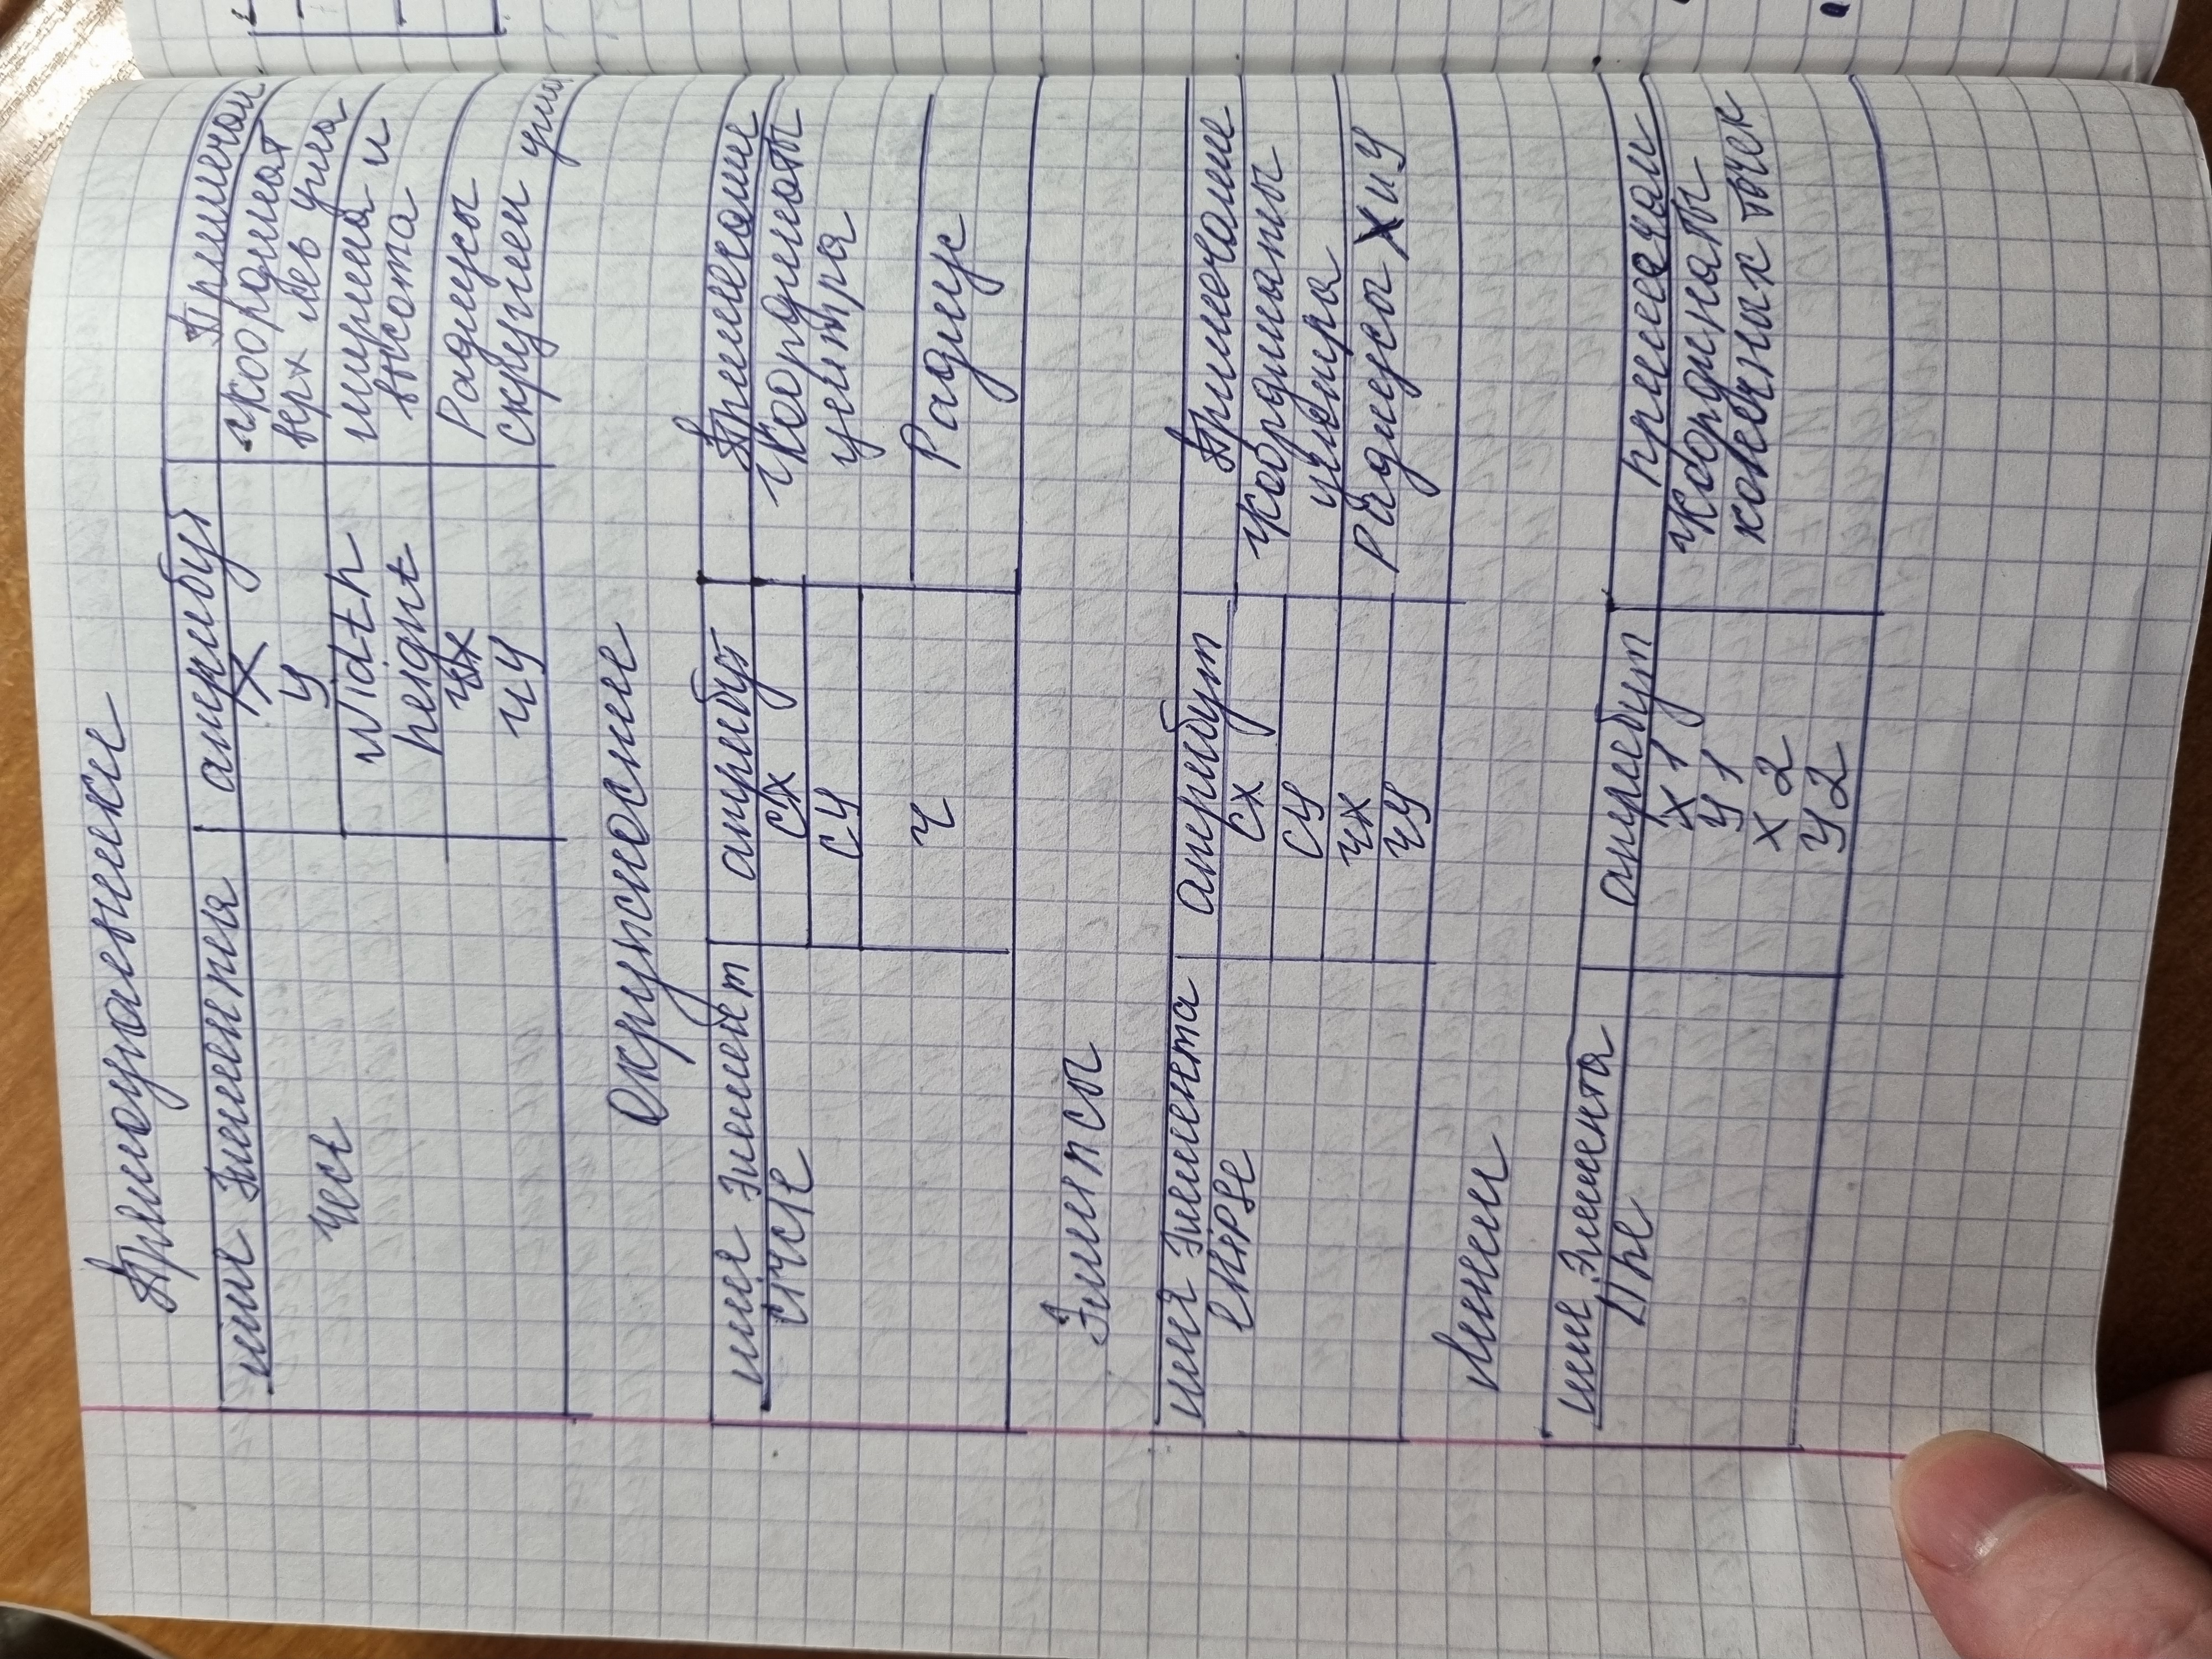 Прямоугольники
имя элемента атрибут Примечан
x Координат
y верх лев угла
rect
width ширина и
height высота
rx Радиусы
ry скруглен угла
Окружности
имя элемент атрибут Примечание
circle cx Координаты
cy центра
r Радиус
Элипсы
имя элемента атрибут Примечание
ellipse cx Координаты
cy центра
rx Радиусы X и У
ry
Линии
имя элемента атрибут примечан
line x1 Координаты
y1 конечных точек
x2
y2